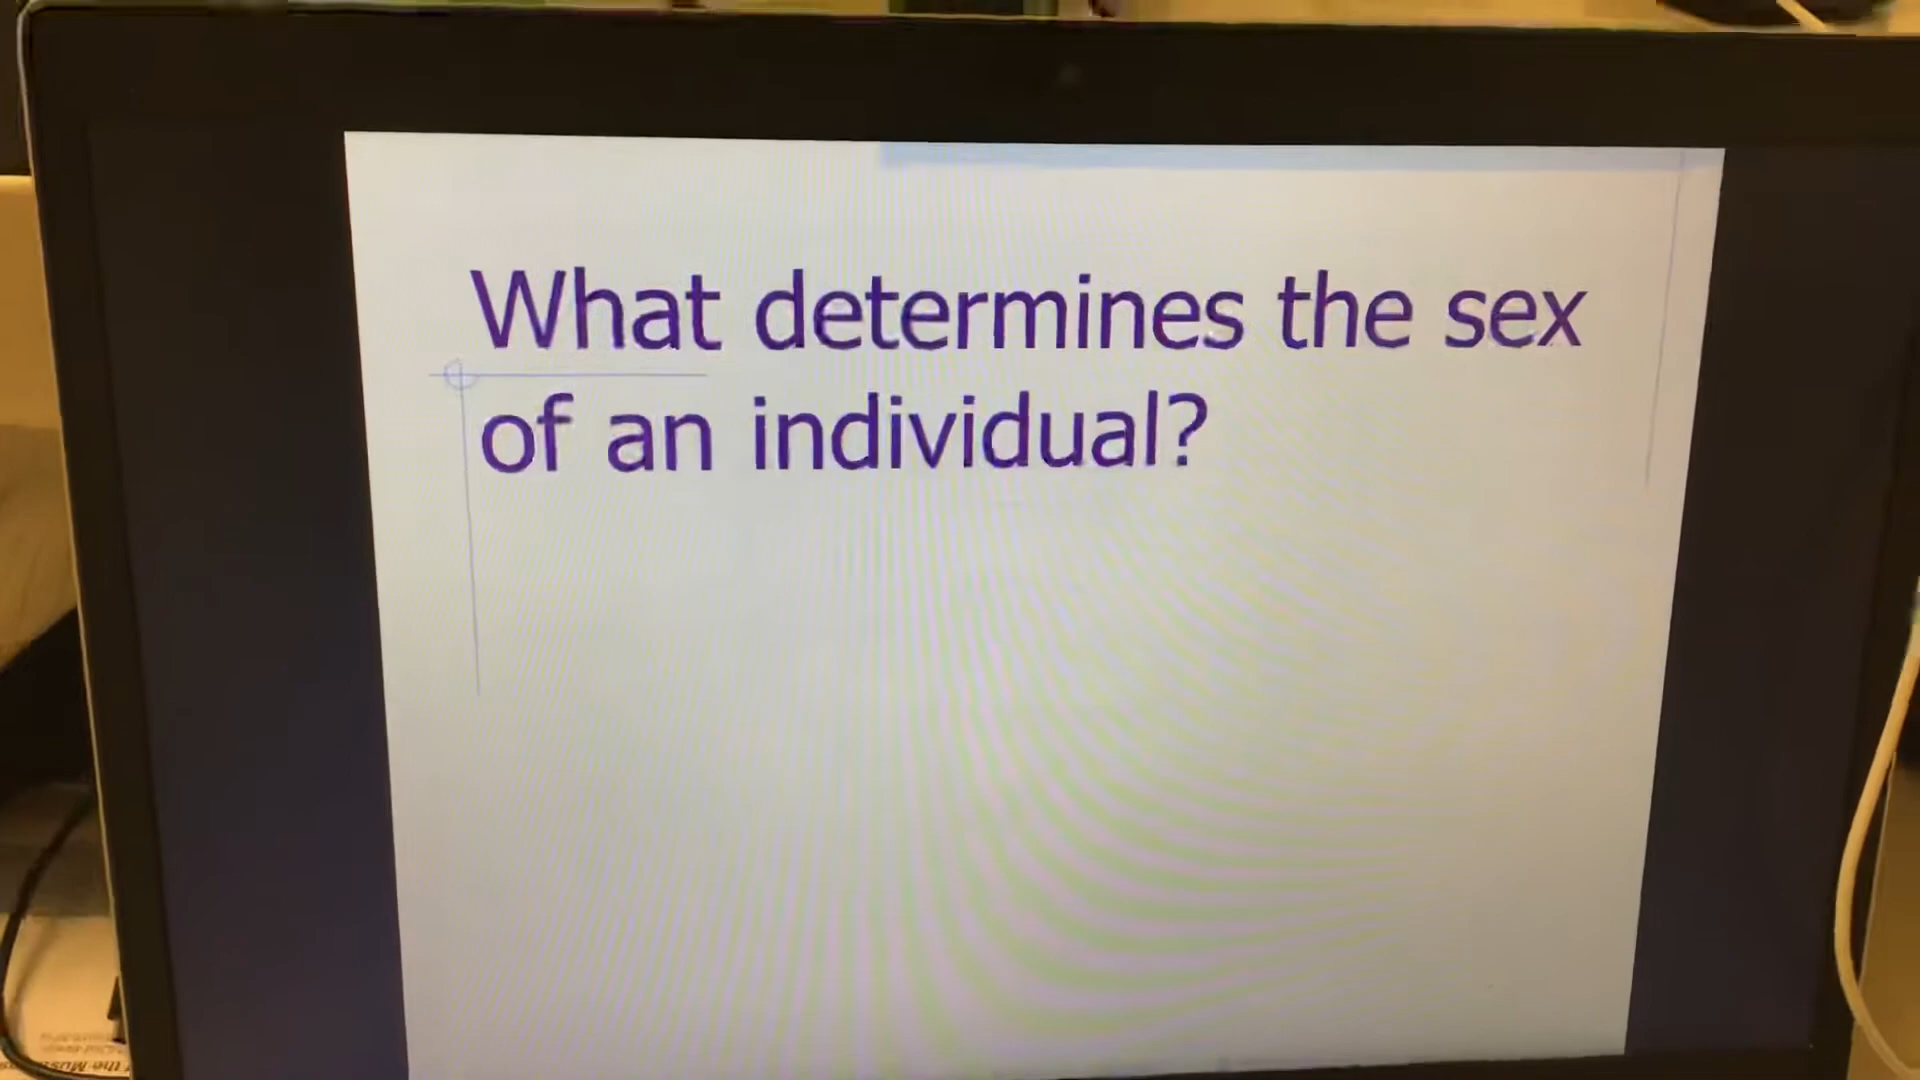 What determines the sex
of an individual?